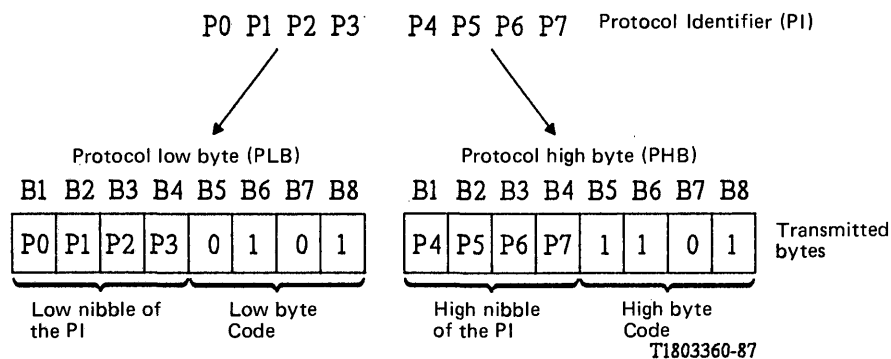 P0 P1 P2 P3 P4 P5 P6 P7 Protocol Identifier (PI)
Protocol low byte (PLB) Protocol high byte (PHB)
B1 B2 B3 B4 B5 B6 B7 B8 B1 B2 B3 B4 B5 B6 B7 B8
P0 P1 P2 P3 0 1 0 1 P4 P5 P6 P7 1 1 0 1 Transmitted
bytes
Low nibble of Low byte High nibble High byte
the PI Code of the PI Code
T1803360-87